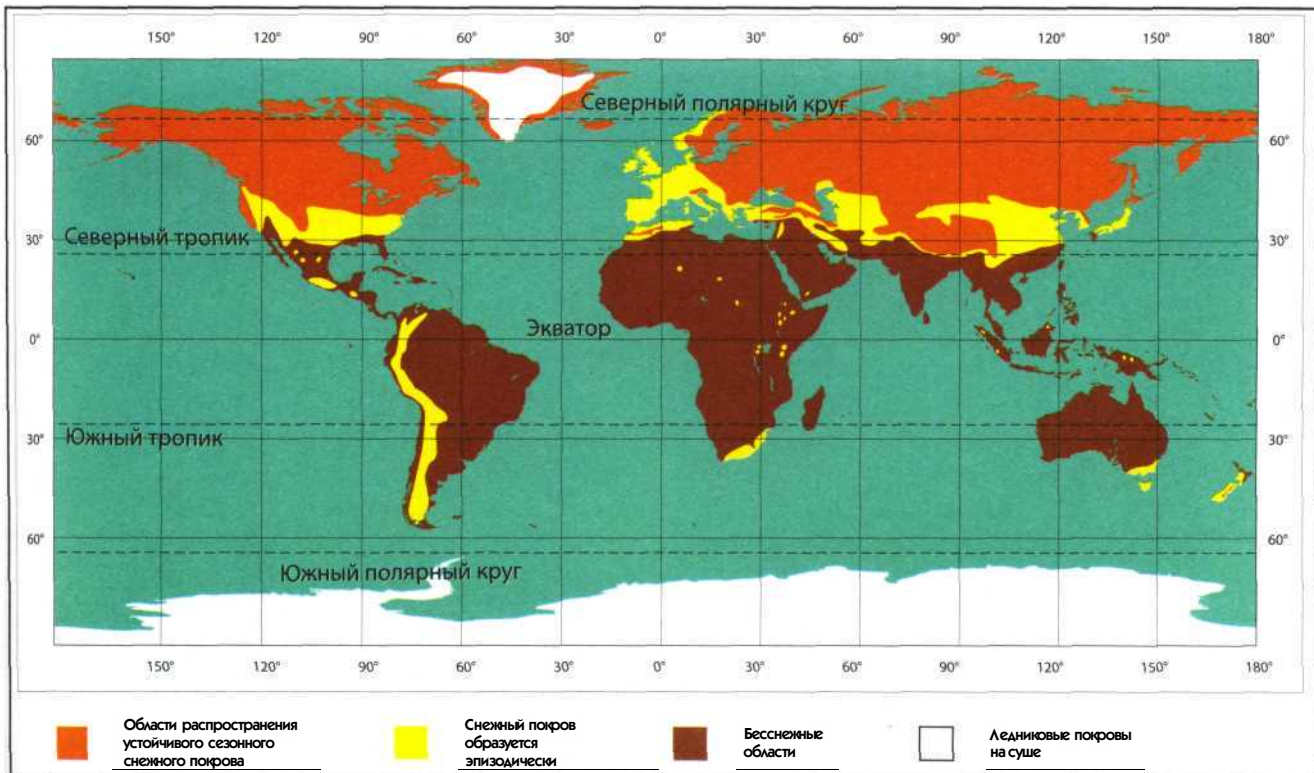 150° 120° 90° 60° 30° 0° 30° 60° 90° 120° 150° 180°
Северный полярный круг
60° 60°
Северный тропик
30° 30°
Экватор
0° 0°
Южный тропик
30° 30°
60° 60°
Южный полярный круг
150° 120° 90° 60° 30° 0° 30° 60° 90° 120° 150° 180°
Области распространения
устойчивого сезонного
снежного покрова
Снежный покров
образуется
эпизодически
Бесснежные
области
Ледниковые покровы
на суше